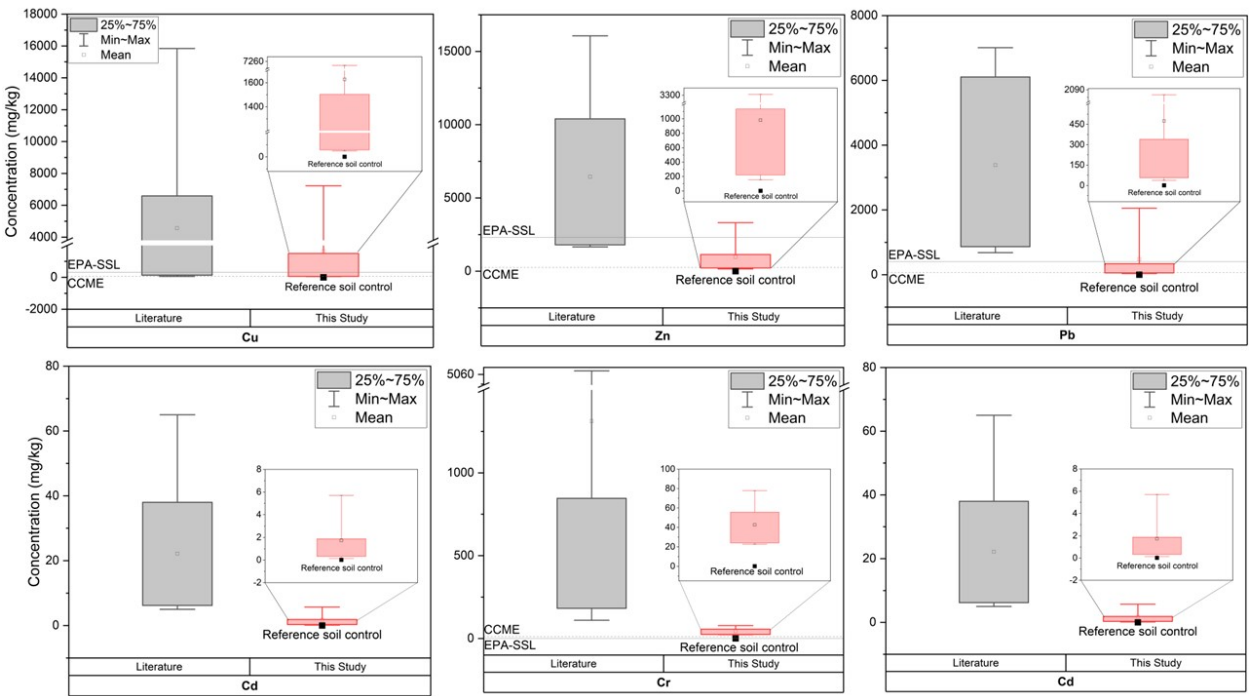 Concentration (mg/kg)
18000
16000
14000
12000
10000
8000
6000
4000
0
-2000
25%~75%
Min~Max
Mean
7260
1600
1400
0
Reference soil control
EPA-SSL
CCME
Reference soil control
Literature
This Study
Cu
15000
10000
5000
0
25%~75%
Min~Max
Mean
3300
1000
800
600
400
200
0
Reference soil control
EPA-SSL
CCME
Reference soil control
Literature
This Study
Zn
8000
6000
4000
2000
0
25%~75%
Min~Max
Mean
2090
450
300
150
0
Reference soil control
EPA-SSL
CCME
Reference soil control
Literature
This Study
Pb
Concentration (mg/kg)
80
60
40
20
0
25%~75%
Min~Max
Mean
8
6
4
2
0
-2
Reference soil control
Reference soil control
Literature
This Study
Cd
5060
1000
500
0
25%~75%
Min~Max
Mean
100
80
60
40
20
0
Reference soil control
CCME
EPA-SSL
Reference soil control
Literature
This Study
Cr
80
60
40
20
0
25%~75%
Min~Max
Mean
8
6
4
2
0
-2
Reference soil control
Reference soil control
Literature
This Study
Cd